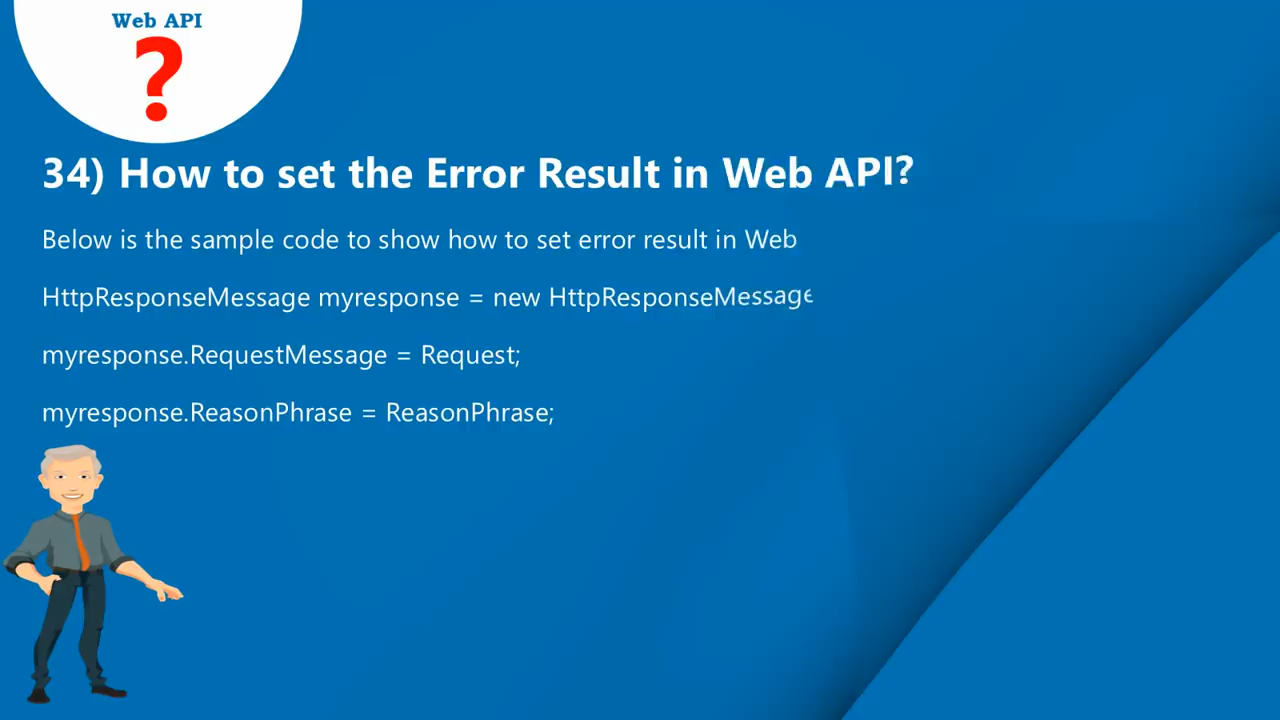 Web API
?
34) How to set the Error Result in Web API?
Below is the sample code to show how to set error result in Web
HttpResponseMessage myresponse = new HttpResponseMessage
myresponse.RequestMessage = Request;
myresponse.ReasonPhrase = ReasonPhrase;